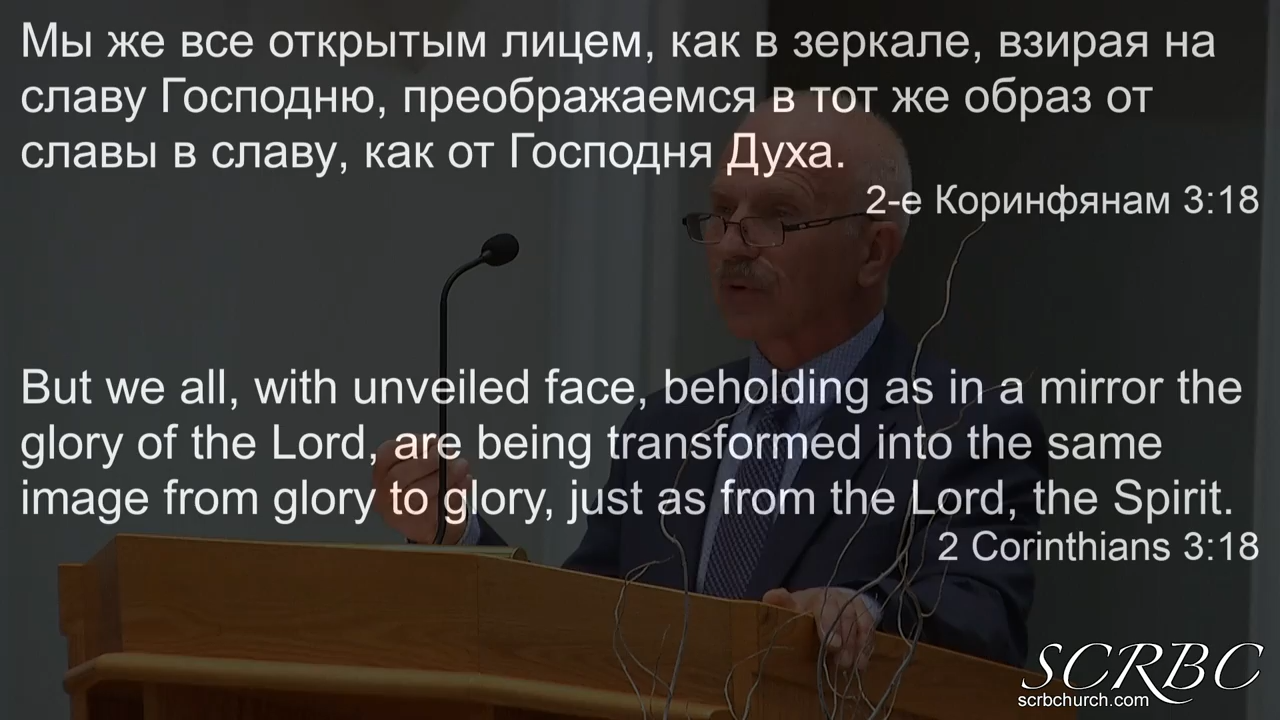 Мы же все открытым лицем, как в зеркале, взирая на
славу Господню, преображаемся в тот же образ от
славы в славу, как от Господня Духа.
2-е Коринфянам 3:18
But we all, with unveiled face, beholding as in a mirror the
glory of the Lord, are being transformed into the same
image from glory to glory, just as from the Lord, the Spirit.
2 Corinthians 3:18
SCRBC
scrbchurch.com